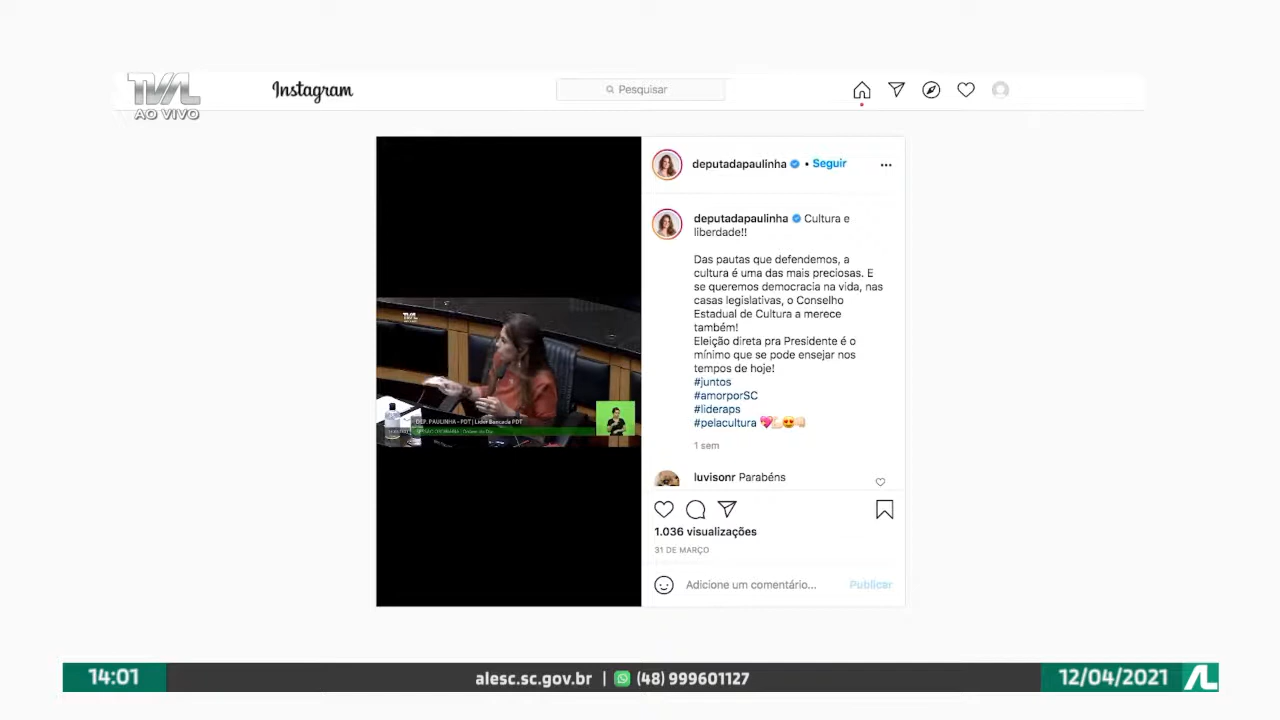 TVAL
AO VIVO
Instagram
Pesquisar
deputadapaulinha • Seguir
deputadapaulinha Cultura e
liberdade!!
Das pautas que defendemos, a
cultura é uma das mais preciosas. E
se queremos democracia na vida, nas
casas legislativas, o Conselho
Estadual de Cultura a merece
também!
Eleição direta pra Presidente é o
mínimo que se pode ensejar nos
tempos de hoje!
#juntos
#amorporSC
#lideraps
#pelacultura 💖💪🏻😍👊🏻
1 sem
luvisonr Parabéns
1.036 visualizações
31 DE MARÇO
Adicione um comentário...
Publicar
TVAL
DEP. PAULINHA - PDT | Líder Bancada PDT
14:01
alesc.sc.gov.br | (48) 999601127
12/04/2021
AL